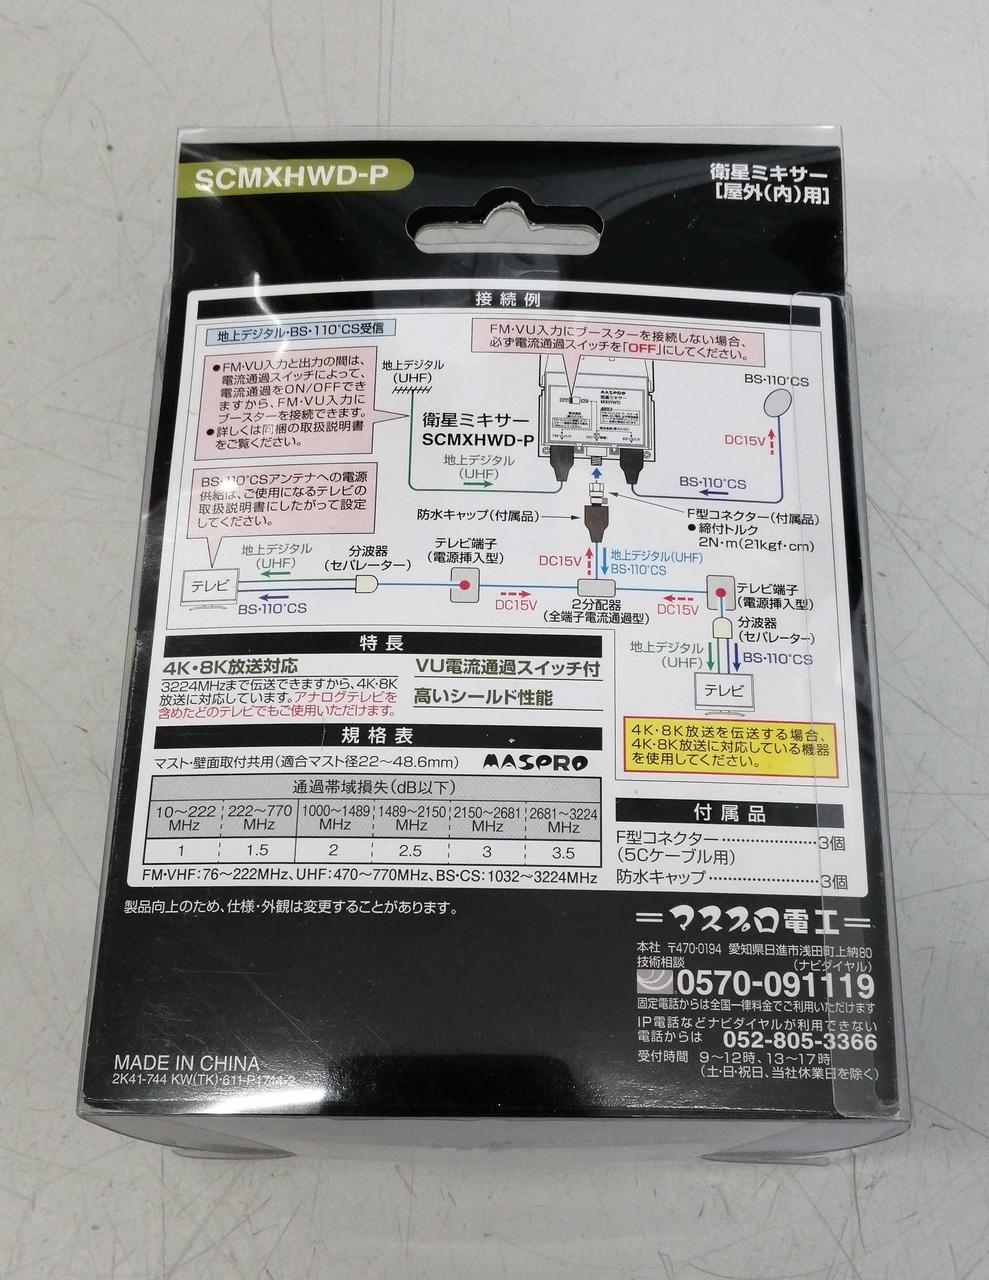 SCMXHWD-P
衛星ミキサー
[屋外(内)用]
接続例
地上デジタル・BS・110°CS受信
FM・VU入力にブースターを接続しない場合、
必ず電流通過スイッチを「OFF」にしてください。
●FM・VU入力と出力の間は、
電流通過スイッチによって、
電流通過をON/OFFでき
ますから、FM・VU入力に
ブースターを接続できます。
●詳しくは同梱の取扱説明書
をご覧ください。
地上デジタル
(UHF)
MASPRO
衛星ミキサー
MXHWD
BS・110°CS
衛星ミキサー
SCMXHWD-P
DC15V
地上デジタル
(UHF)
BS・110°CS
BS・110°CSアンテナへの電源
供給は、ご使用になるテレビの
取扱説明書にしたがって設定
してください。
防水キャップ(付属品)
F型コネクター(付属品)
●締付トルク
2N・m(21kgf・cm)
地上デジタル
(UHF)
分波器
(セパレーター)
テレビ端子
(電源挿入型)
DC15V
地上デジタル(UHF)
BS・110°CS
テレビ
BS・110°CS
DC15V
2分配器
(全端子電流通過型)
DC15V
テレビ端子
(電源挿入型)
分波器
(セパレーター)
地上デジタル
(UHF)
BS・110°CS
テレビ
特長
4K・8K放送対応
3224MHzまで伝送できますから、4K・8K
放送に対応しています。アナログテレビを
含めたどのテレビでもご使用いただけます。
VU電流通過スイッチ付
高いシールド性能
4K・8K放送を伝送する場合、
4K・8K放送に対応している機器
を使用してください。
規格表
マスト・壁面取付共用(適合マスト径22〜48.6mm) MASPRO
通過帯域損失(dB以下)
10〜222 MHz 222〜770 MHz 1000〜1489 MHz 1489〜2150 MHz 2150〜2681 MHz 2681〜3224 MHz
1 1.5 2 2.5 3 3.5
FM・VHF:76〜222MHz、UHF:470〜770MHz、BS・CS:1032〜3224MHz
付属品
F型コネクター……………3個
(5Cケーブル用)
防水キャップ………………3個
製品向上のため、仕様・外観は変更することがあります。
マスプロ電工
本社 〒470-0194 愛知県日進市浅田町上納80
技術相談 (ナビダイヤル)
0570-091119
固定電話からは全国一律料金でご利用いただけます
IP電話などナビダイヤルが利用できない
電話からは 052-805-3366
受付時間 9〜12時、13〜17時
(土・日・祝日、当社休業日を除く)
MADE IN CHINA
2K41-744 KW(TK)・611-P1744-2